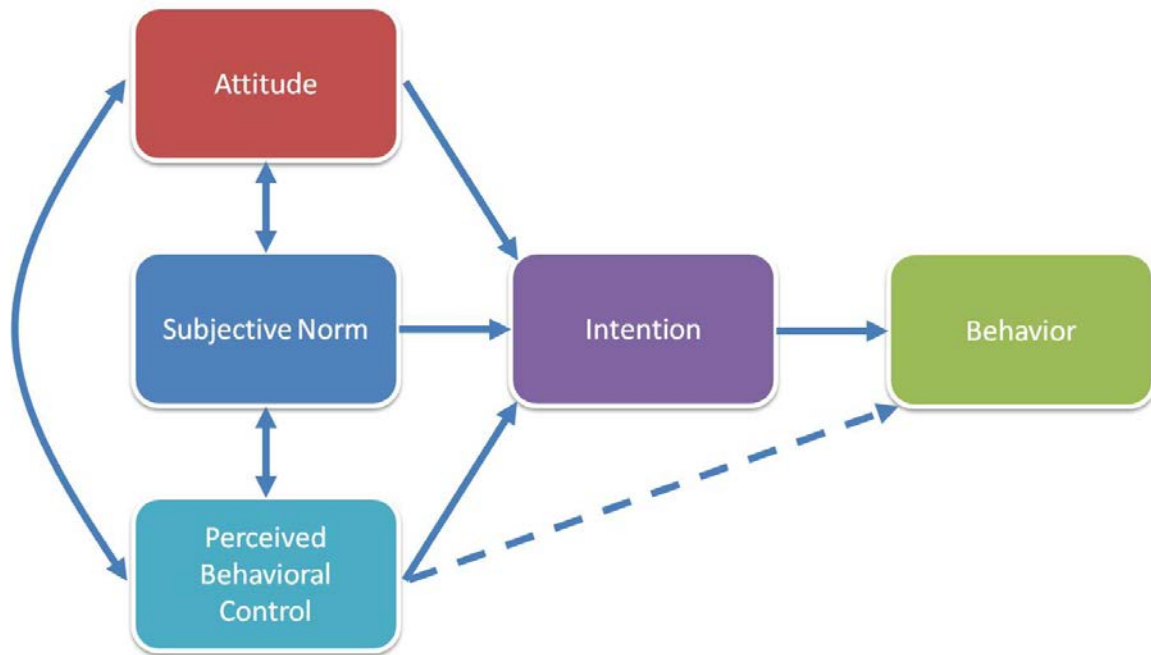 Attitude
Subjective Norm
Intention
Behavior
Perceived
Behavioral
Control